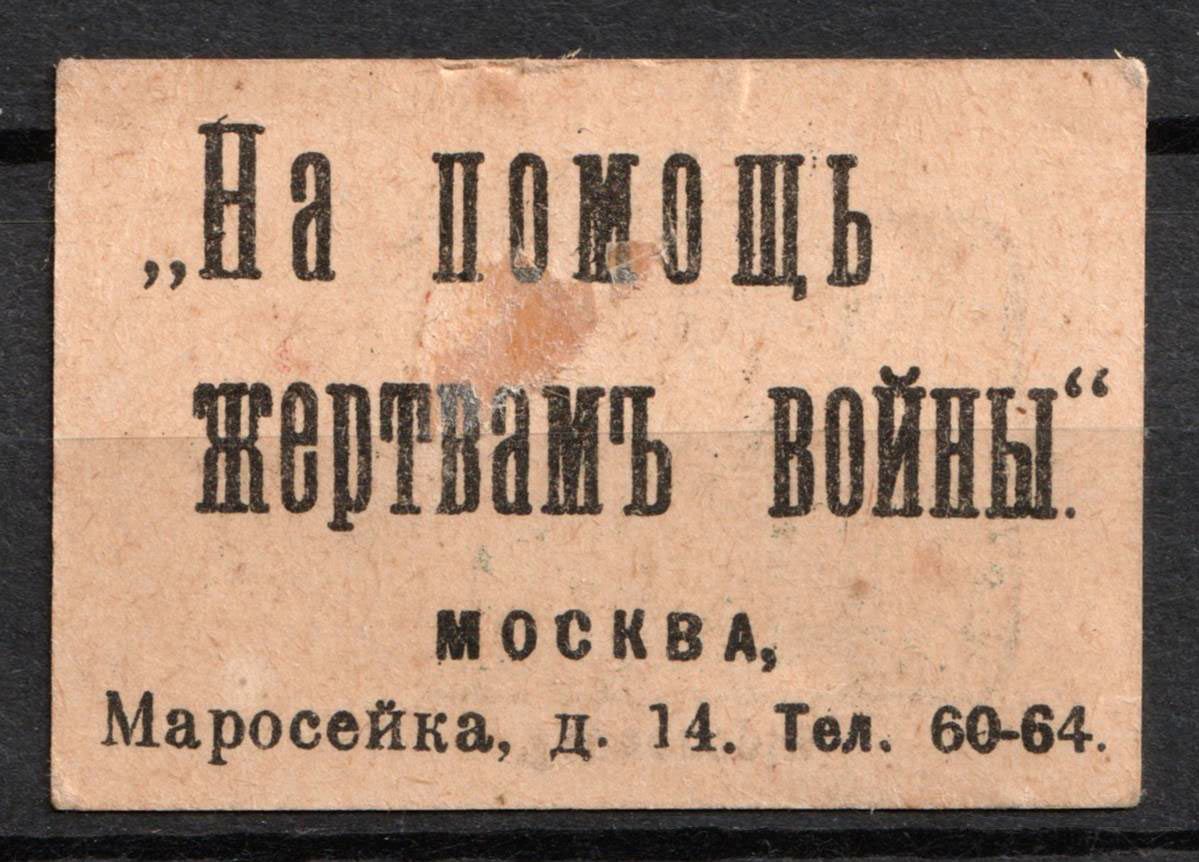 „На помощь
жертвамъ войны.“
МОСКВА,
Маросейка, д. 14. Тел. 60-64.